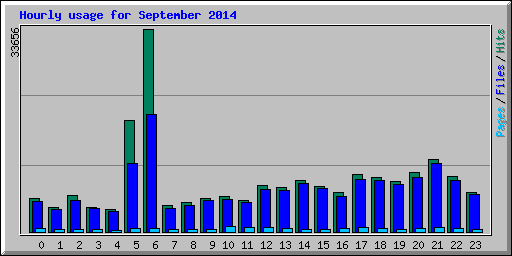 Hourly usage for September 2014
33656
Pages/Files/Hits
0 1 2 3 4 5 6 7 8 9 10 11 12 13 14 15 16 17 18 19 20 21 22 23